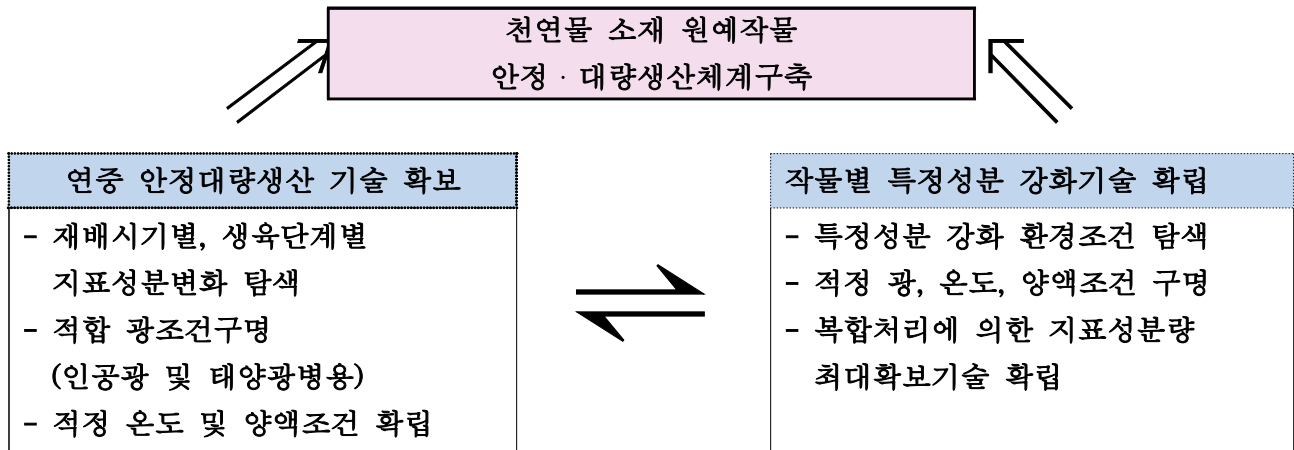 천연물 소재 원예작물
안정 · 대량생산체계구축
연중 안정대량생산 기술 확보
- 재배시기별, 생육단계별
지표성분변화 탐색
- 적합 광조건구명
(인공광 및 태양광병용)
- 적정 온도 및 양액조건 확립
작물별 특정성분 강화기술 확립
- 특정성분 강화 환경조건 탐색
- 적정 광, 온도, 양액조건 구명
- 복합처리에 의한 지표성분량
최대확보기술 확립